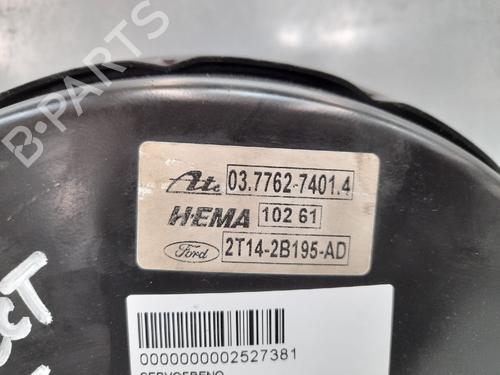 B-PARTS
Ate 03.7762-7401.4
HEMA 102 61
Ford 2T14-2B195-AD
0000000002527381
SERVOFRENO